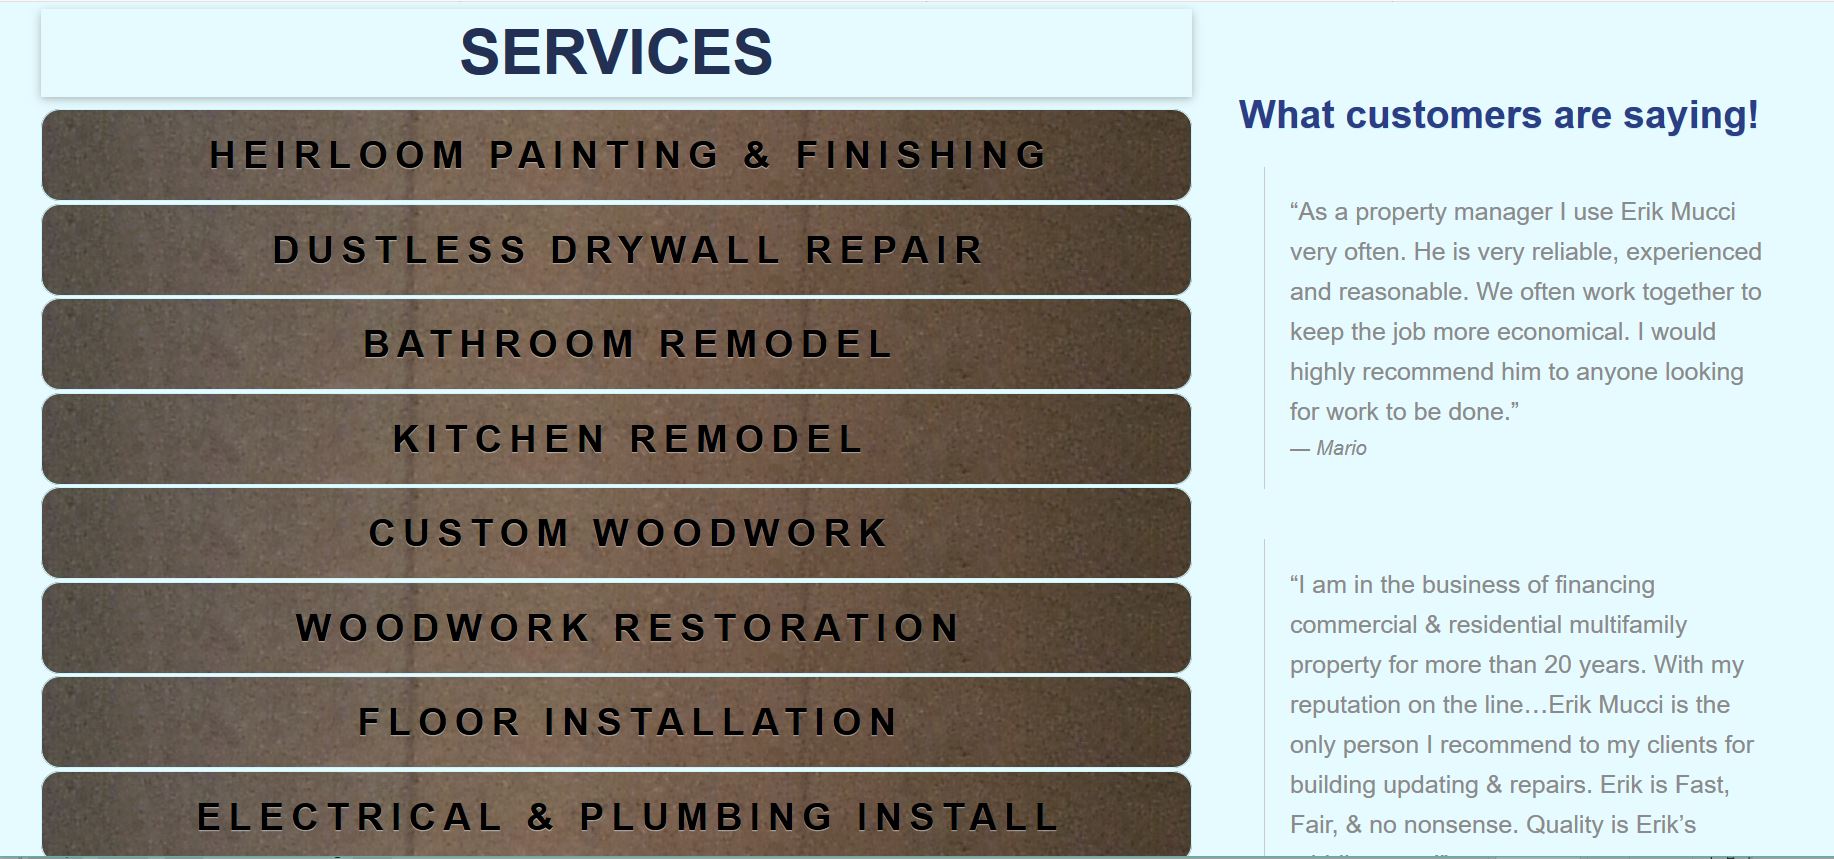 SERVICES
HEIRLOOM PAINTING & FINISHING
DUSTLESS DRYWALL REPAIR
BATHROOM REMODEL
KITCHEN REMODEL
CUSTOM WOODWORK
WOODWORK RESTORATION
FLOOR INSTALLATION
ELECTRICAL & PLUMBING INSTALL
What customers are saying!
“As a property manager I use Erik Mucci
very often. He is very reliable, experienced
and reasonable. We often work together to
keep the job more economical. I would
highly recommend him to anyone looking
for work to be done.”
— Mario
“I am in the business of financing
commercial & residential multifamily
property for more than 20 years. With my
reputation on the line…Erik Mucci is the
only person I recommend to my clients for
building updating & repairs. Erik is Fast,
Fair, & no nonsense. Quality is Erik’s